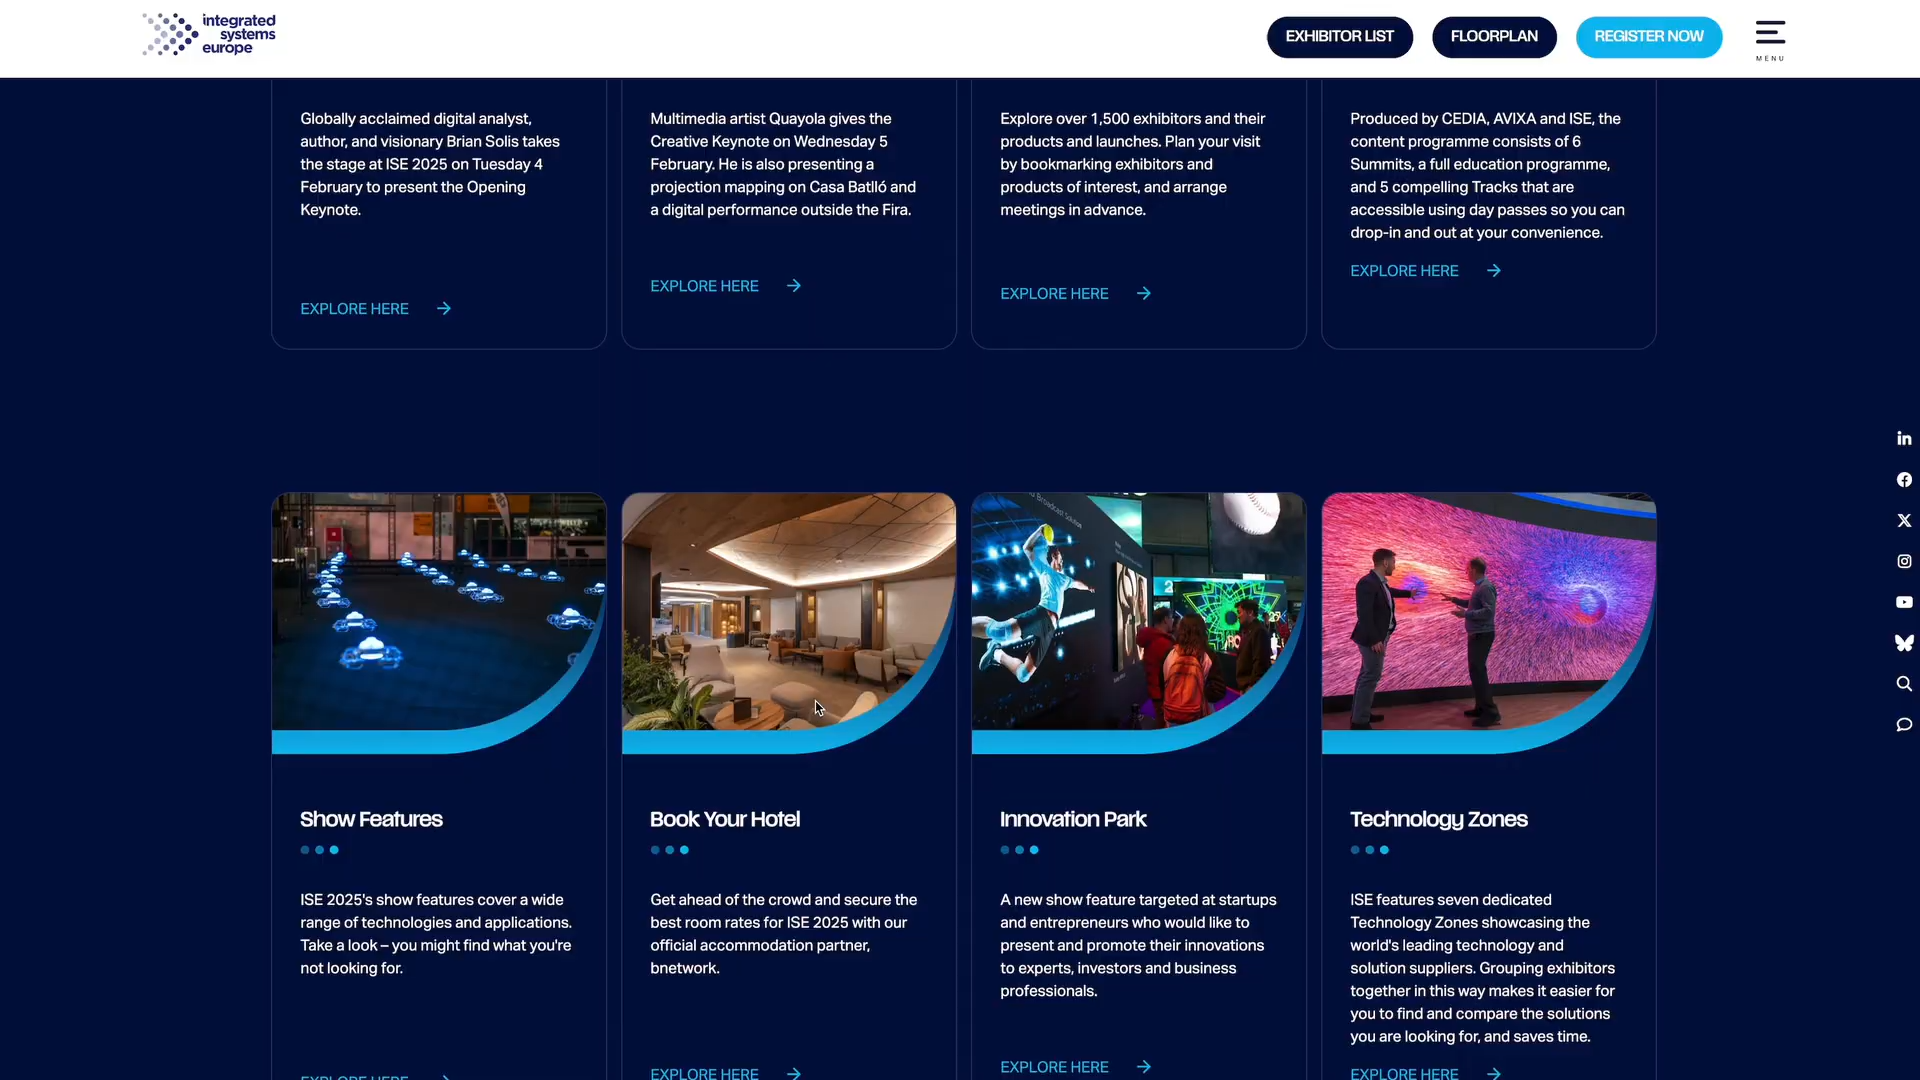 integrated
systems
europe
EXHIBITOR LIST
FLOORPLAN
REGISTER NOW
MENU
Globally acclaimed digital analyst,
author, and visionary Brian Solis takes
the stage at ISE 2025 on Tuesday 4
February to present the Opening
Keynote.
EXPLORE HERE
Multimedia artist Quayola gives the
Creative Keynote on Wednesday 5
February. He is also presenting a
projection mapping on Casa Batlló and
a digital performance outside the Fira.
EXPLORE HERE
Explore over 1,500 exhibitors and their
products and launches. Plan your visit
by bookmarking exhibitors and
products of interest, and arrange
meetings in advance.
EXPLORE HERE
Produced by CEDIA, AVIXA and ISE, the
content programme consists of 6
Summits, a full education programme,
and 5 compelling Tracks that are
accessible using day passes so you can
drop-in and out at your convenience.
EXPLORE HERE
Show Features
ISE 2025's show features cover a wide
range of technologies and applications.
Take a look – you might find what you're
not looking for.
EXPLORE HERE
Book Your Hotel
Get ahead of the crowd and secure the
best room rates for ISE 2025 with our
official accommodation partner,
bnetwork.
EXPLORE HERE
Innovation Park
A new show feature targeted at startups
and entrepreneurs who would like to
present and promote their innovations
to experts, investors and business
professionals.
EXPLORE HERE
Technology Zones
ISE features seven dedicated
Technology Zones showcasing the
world's leading technology and
solution suppliers. Grouping exhibitors
together in this way makes it easier for
you to find and compare the solutions
you are looking for, and saves time.
EXPLORE HERE